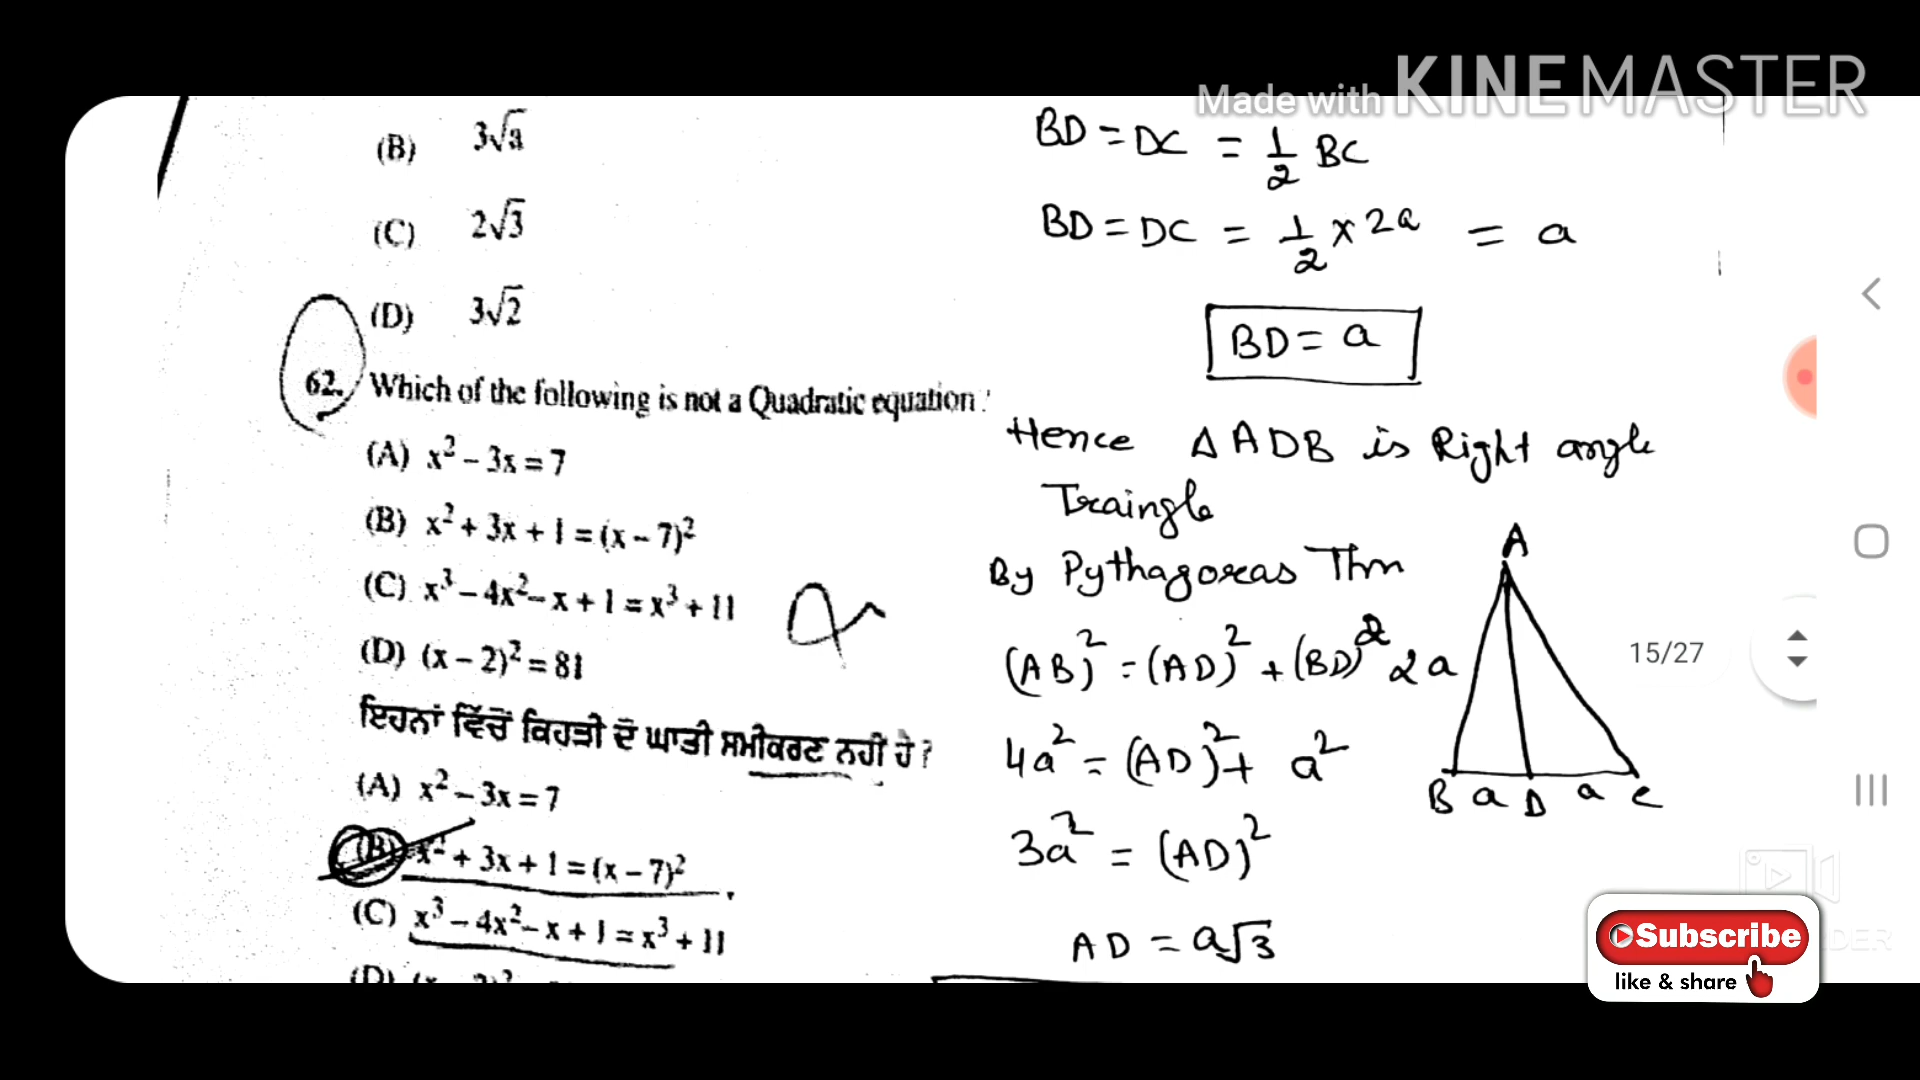 Made with KINEMASTER
(B) 3√a
(C) 2√3
(D) 3√2
62. Which of the following is not a Quadratic equation
(A) x² – 3x = 7
(B) x² + 3x + 1 = (x – 7)²
(C) x³ – 4x² – x + 1 = x³ + 11
(D) (x – 2)² = 81
ਇਹਨਾਂ ਵਿੱਚੋਂ ਕਿਹੜੀ ਦੋ ਘਾਤੀ ਸਮੀਕਰਣ ਨਹੀਂ ਹੈ ?
(A) x² – 3x = 7
(B) x² + 3x + 1 = (x – 7)²
(C) x³ – 4x² – x + 1 = x³ + 11
BD = DC = 1/2 BC
BD = DC = 1/2 × 2a = a
BD = a
Hence Δ ADB is Right angle
Traingle
By Pythagoreas Thm
(AB)² = (AD)² + (BD)²
4a² = (AD)² + a²
3a² = (AD)²
AD = a√3
A
2a
B a D a C
15/27
Subscribe
like & share